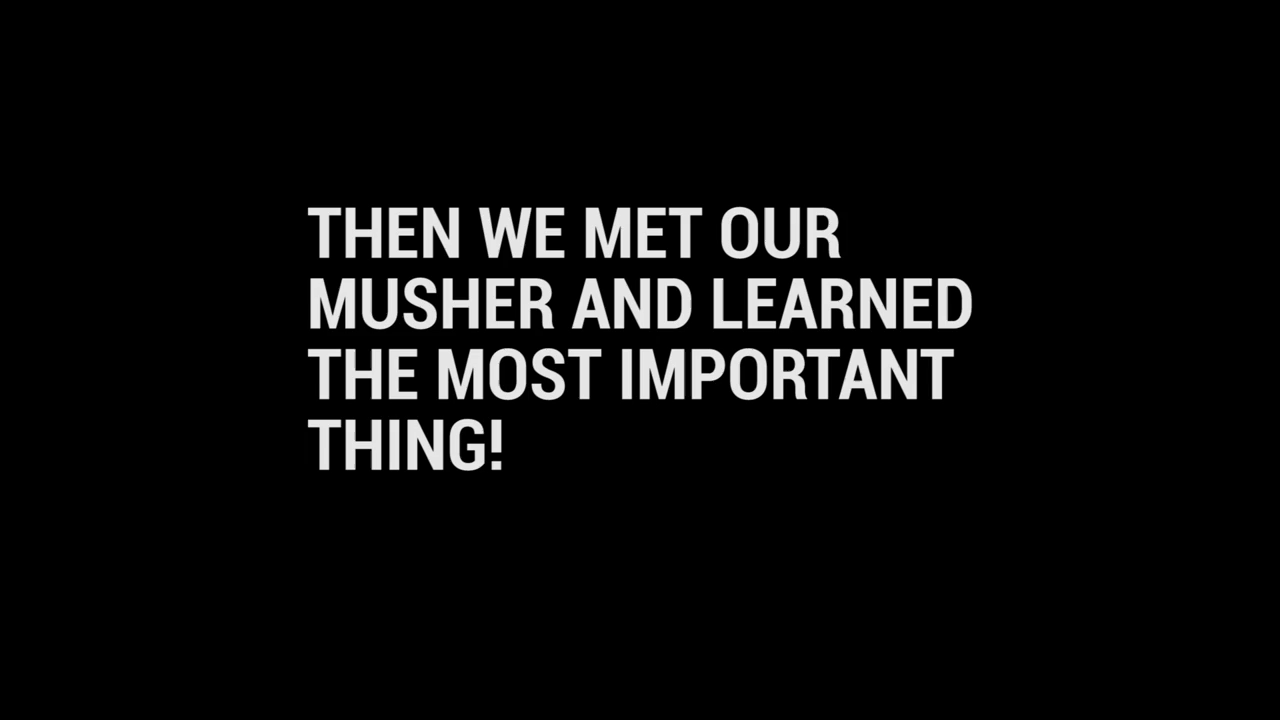 THEN WE MET OUR
MUSHER AND LEARNED
THE MOST IMPORTANT
THING!